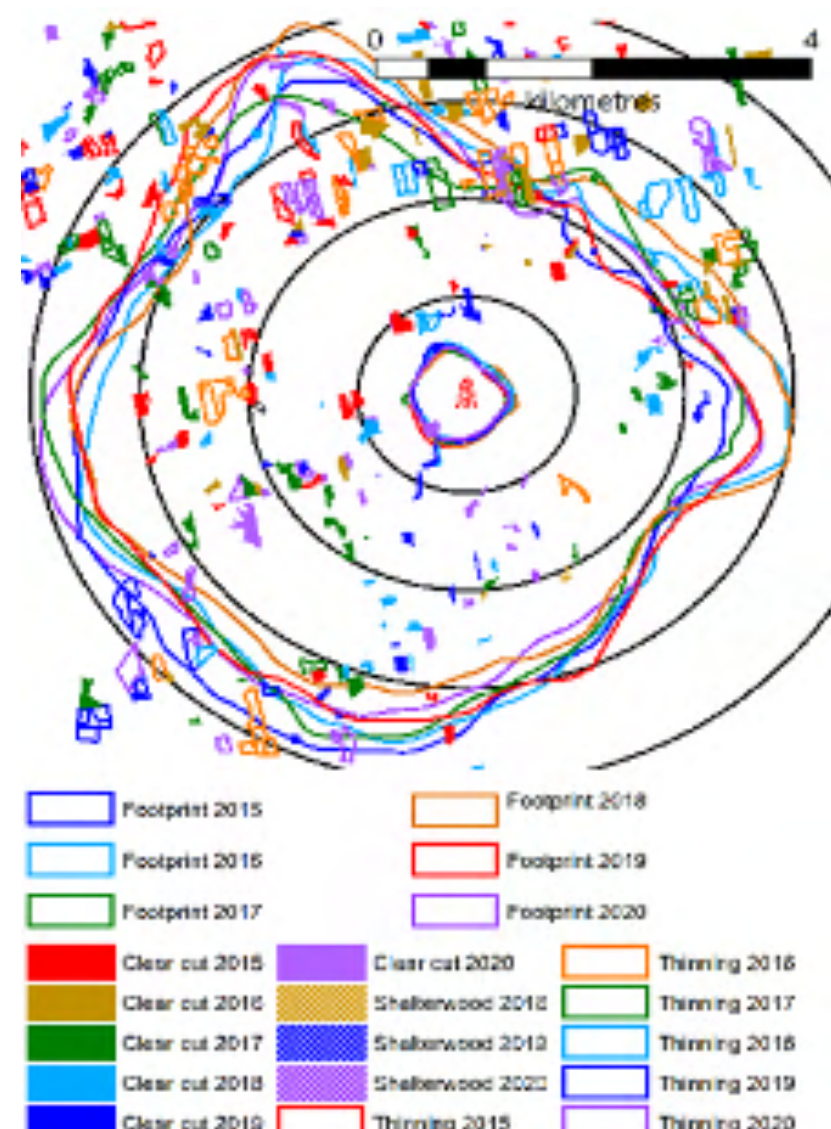 0 4
kilometres
Footprint 2015 Footprint 2018
Footprint 2016 Footprint 2019
Footprint 2017 Footprint 2020
Clear cut 2015 Clear cut 2020 Thinning 2016
Clear cut 2016 Shelterwood Thinning 2017
Clear cut 2017 Shelterwood Thinning 2018
Clear cut 2018 Shelterwood 2020 Thinning 2019
Clear cut 2019 Thinning 2015 Thinning 2020